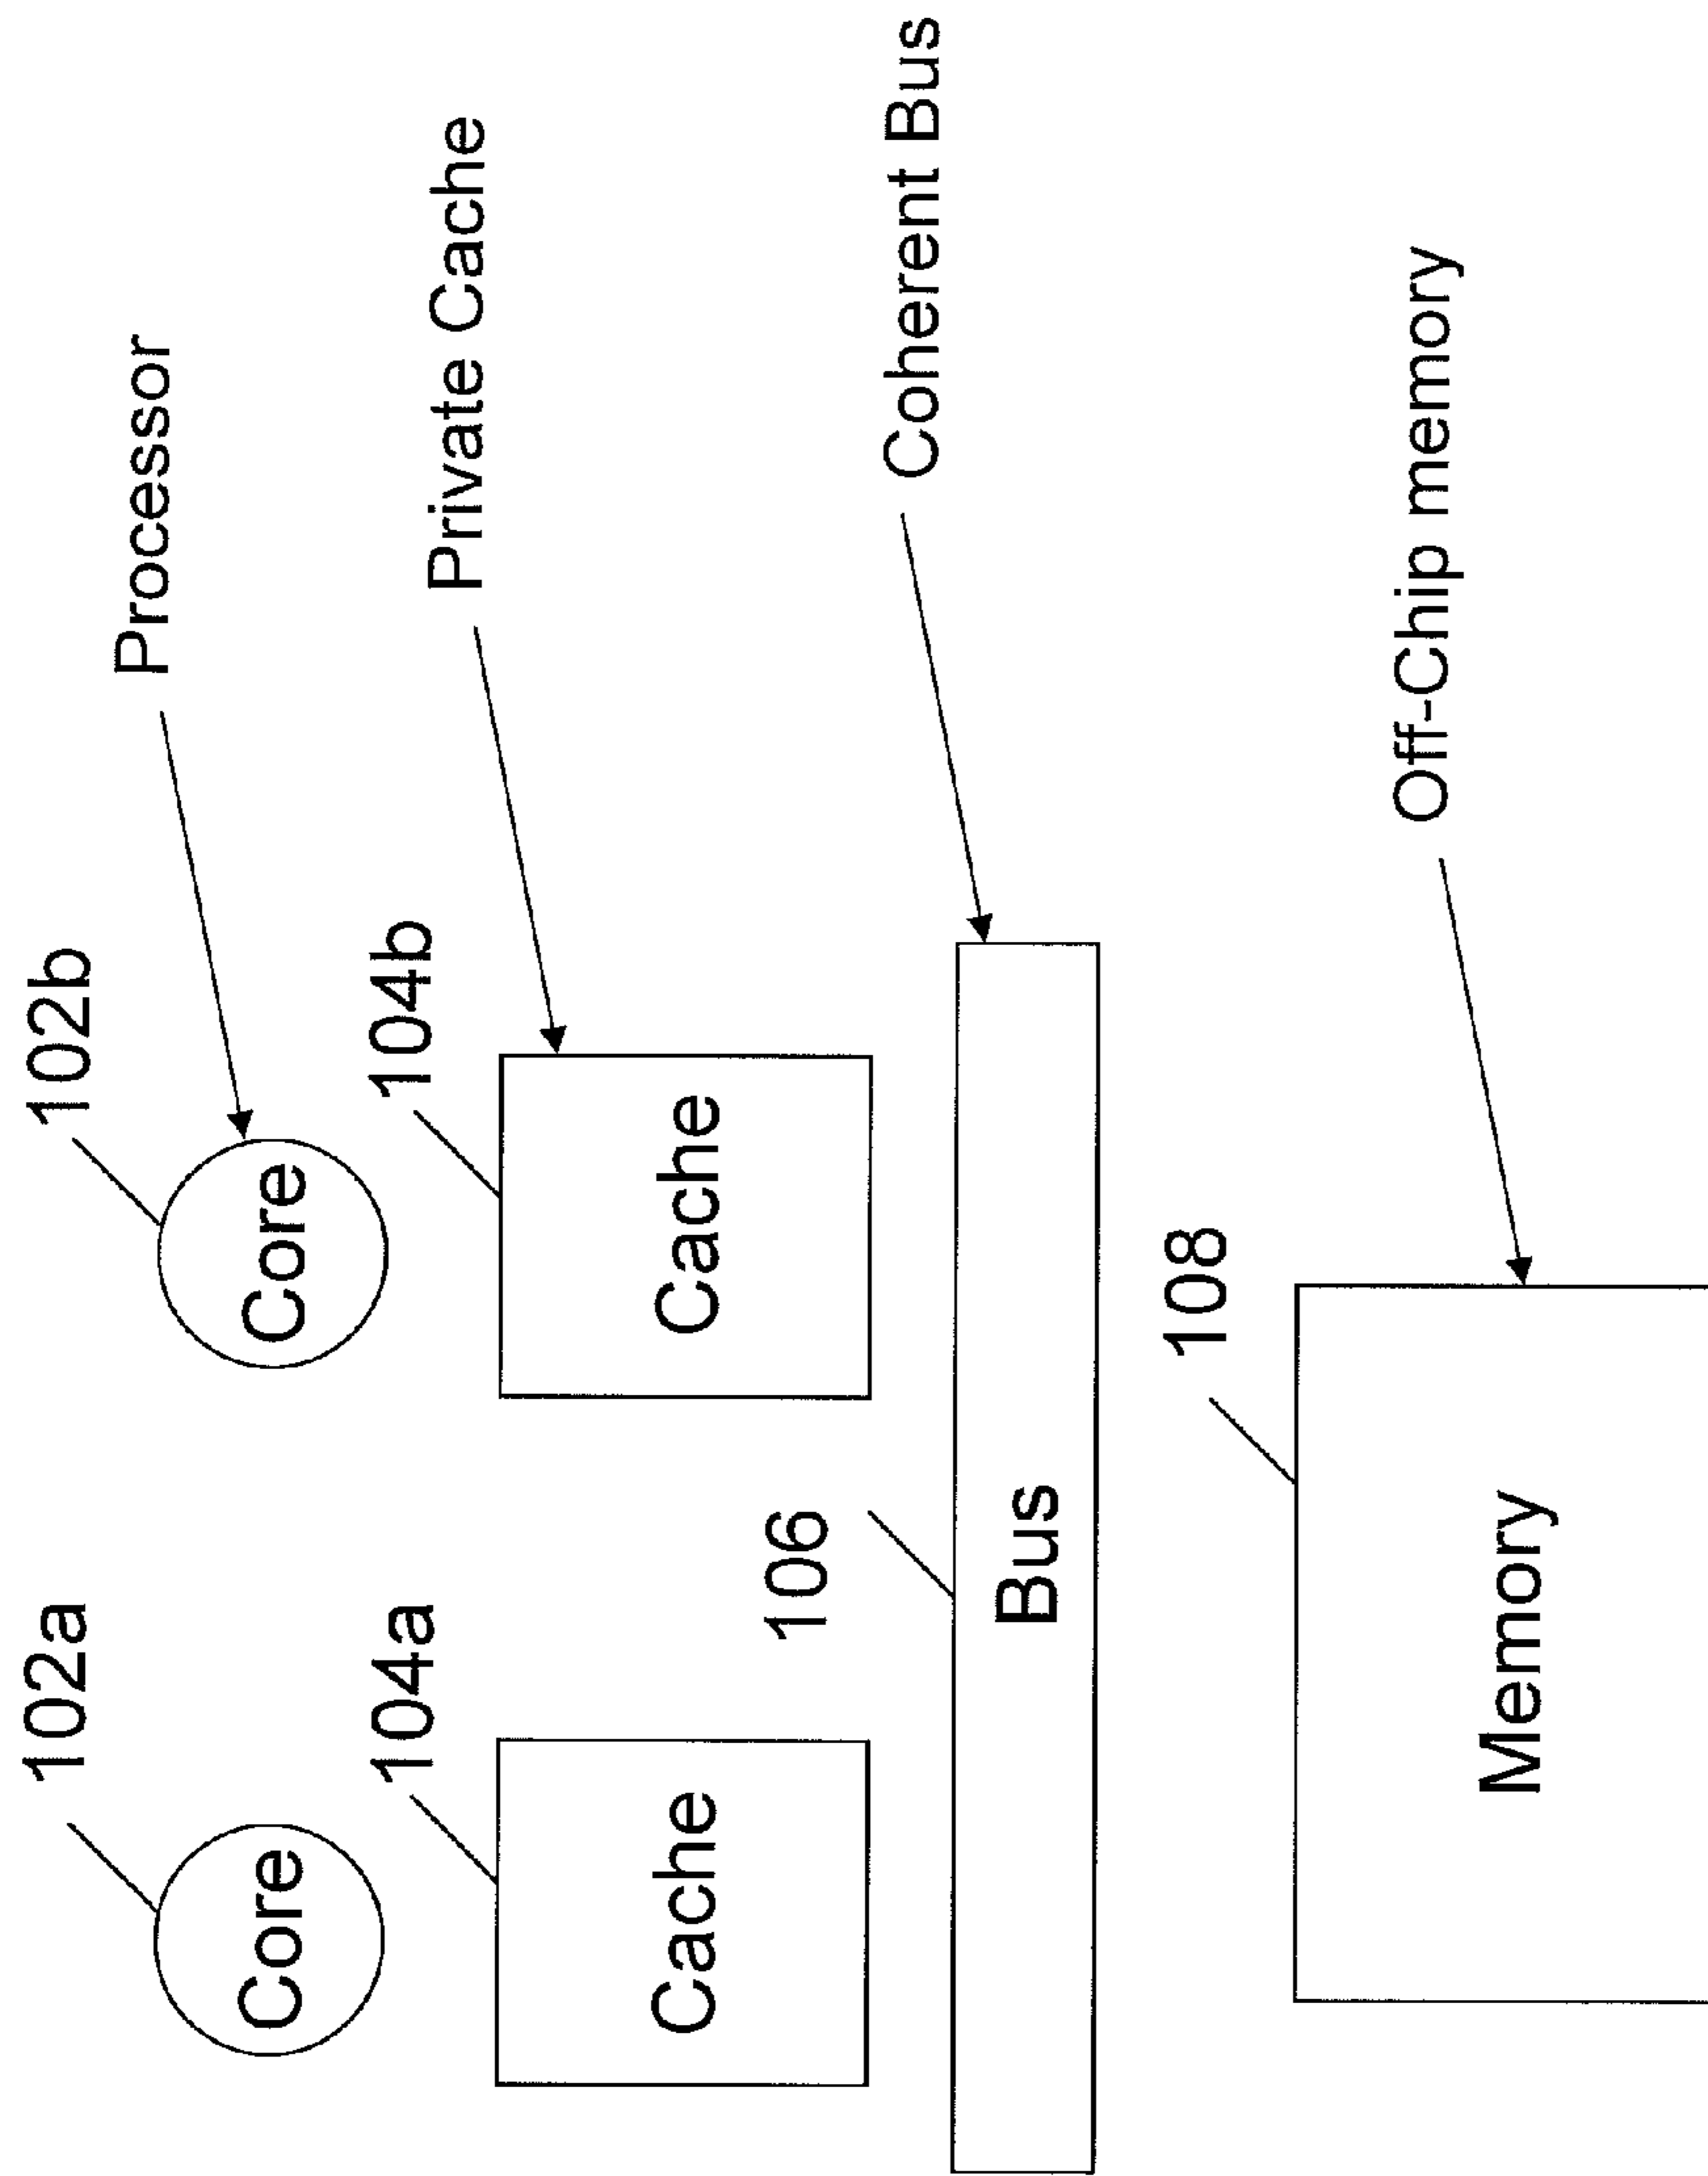 102a
102b
Processor
Core
Core
104a
104b
Private Cache
Cache
Cache
106
Coherent Bus
Bus
108
Off-Chip memory
Memory